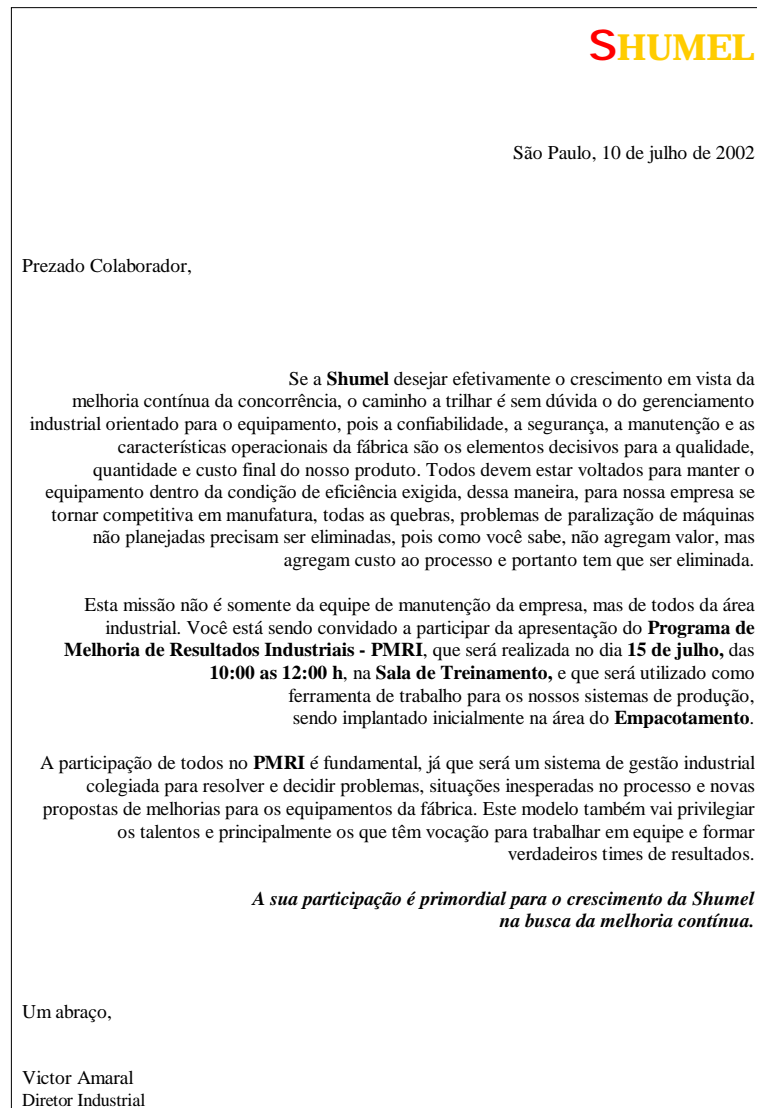 SHUMEL
São Paulo, 10 de julho de 2002
Prezado Colaborador,
Se a Shumel desejar efetivamente o crescimento em vista da
melhoria contínua da concorrência, o caminho a trilhar é sem dúvida o do gerenciamento
industrial orientado para o equipamento, pois a confiabilidade, a segurança, a manutenção e as
características operacionais da fábrica são os elementos decisivos para a qualidade,
quantidade e custo final do nosso produto. Todos devem estar voltados para manter o
equipamento dentro da condição de eficiência exigida, dessa maneira, para nossa empresa se
tornar competitiva em manufatura, todas as quebras, problemas de paralização de máquinas
não planejadas precisam ser eliminadas, pois como você sabe, não agregam valor, mas
agregam custo ao processo e portanto tem que ser eliminada.
Esta missão não é somente da equipe de manutenção da empresa, mas de todos da área
industrial. Você está sendo convidado a participar da apresentação do Programa de
Melhoria de Resultados Industriais - PMRI, que será realizada no dia 15 de julho, das
10:00 as 12:00 h, na Sala de Treinamento, e que será utilizado como
ferramenta de trabalho para os nossos sistemas de produção,
sendo implantado inicialmente na área do Empacotamento.
A participação de todos no PMRI é fundamental, já que será um sistema de gestão industrial
colegiada para resolver e decidir problemas, situações inesperadas no processo e novas
propostas de melhorias para os equipamentos da fábrica. Este modelo também vai privilegiar
os talentos e principalmente os que têm vocação para trabalhar em equipe e formar
verdadeiros times de resultados.
A sua participação é primordial para o crescimento da Shumel
na busca da melhoria contínua.
Um abraço,
Victor Amaral
Diretor Industrial